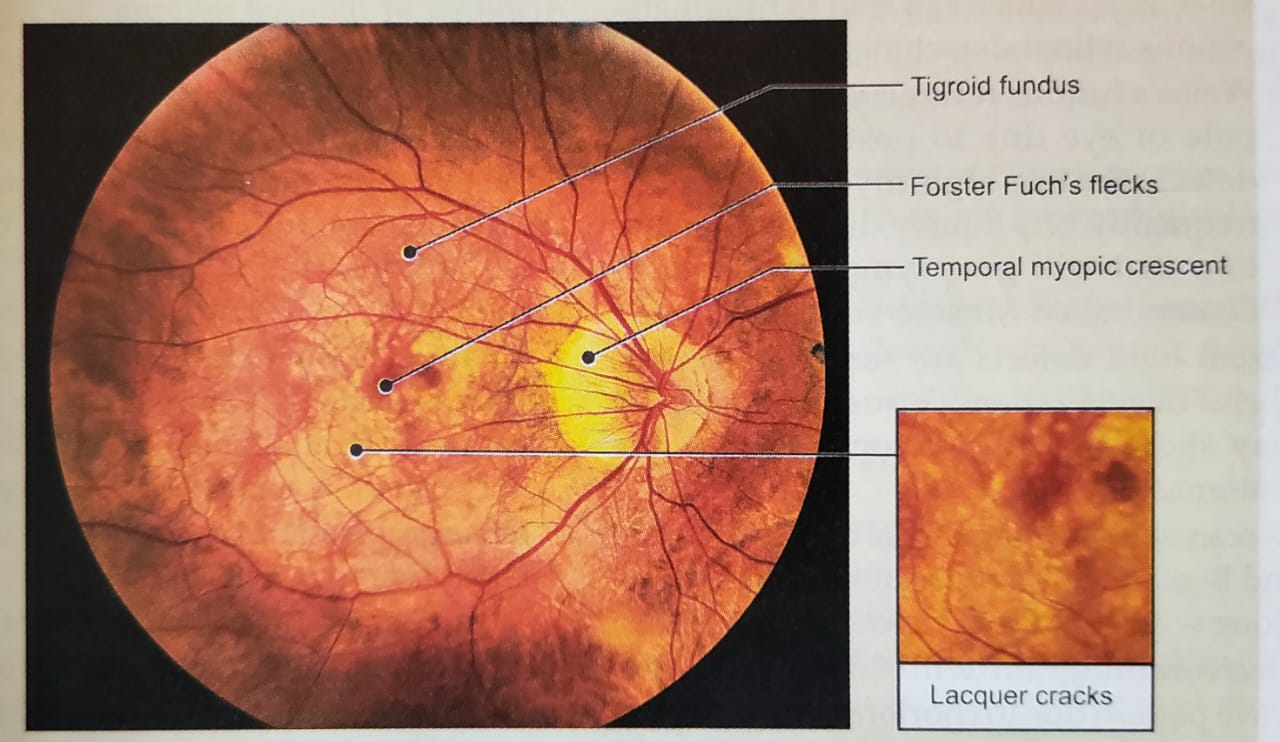 Tigroid fundus
Forster Fuch's flecks
Temporal myopic crescent
Lacquer cracks